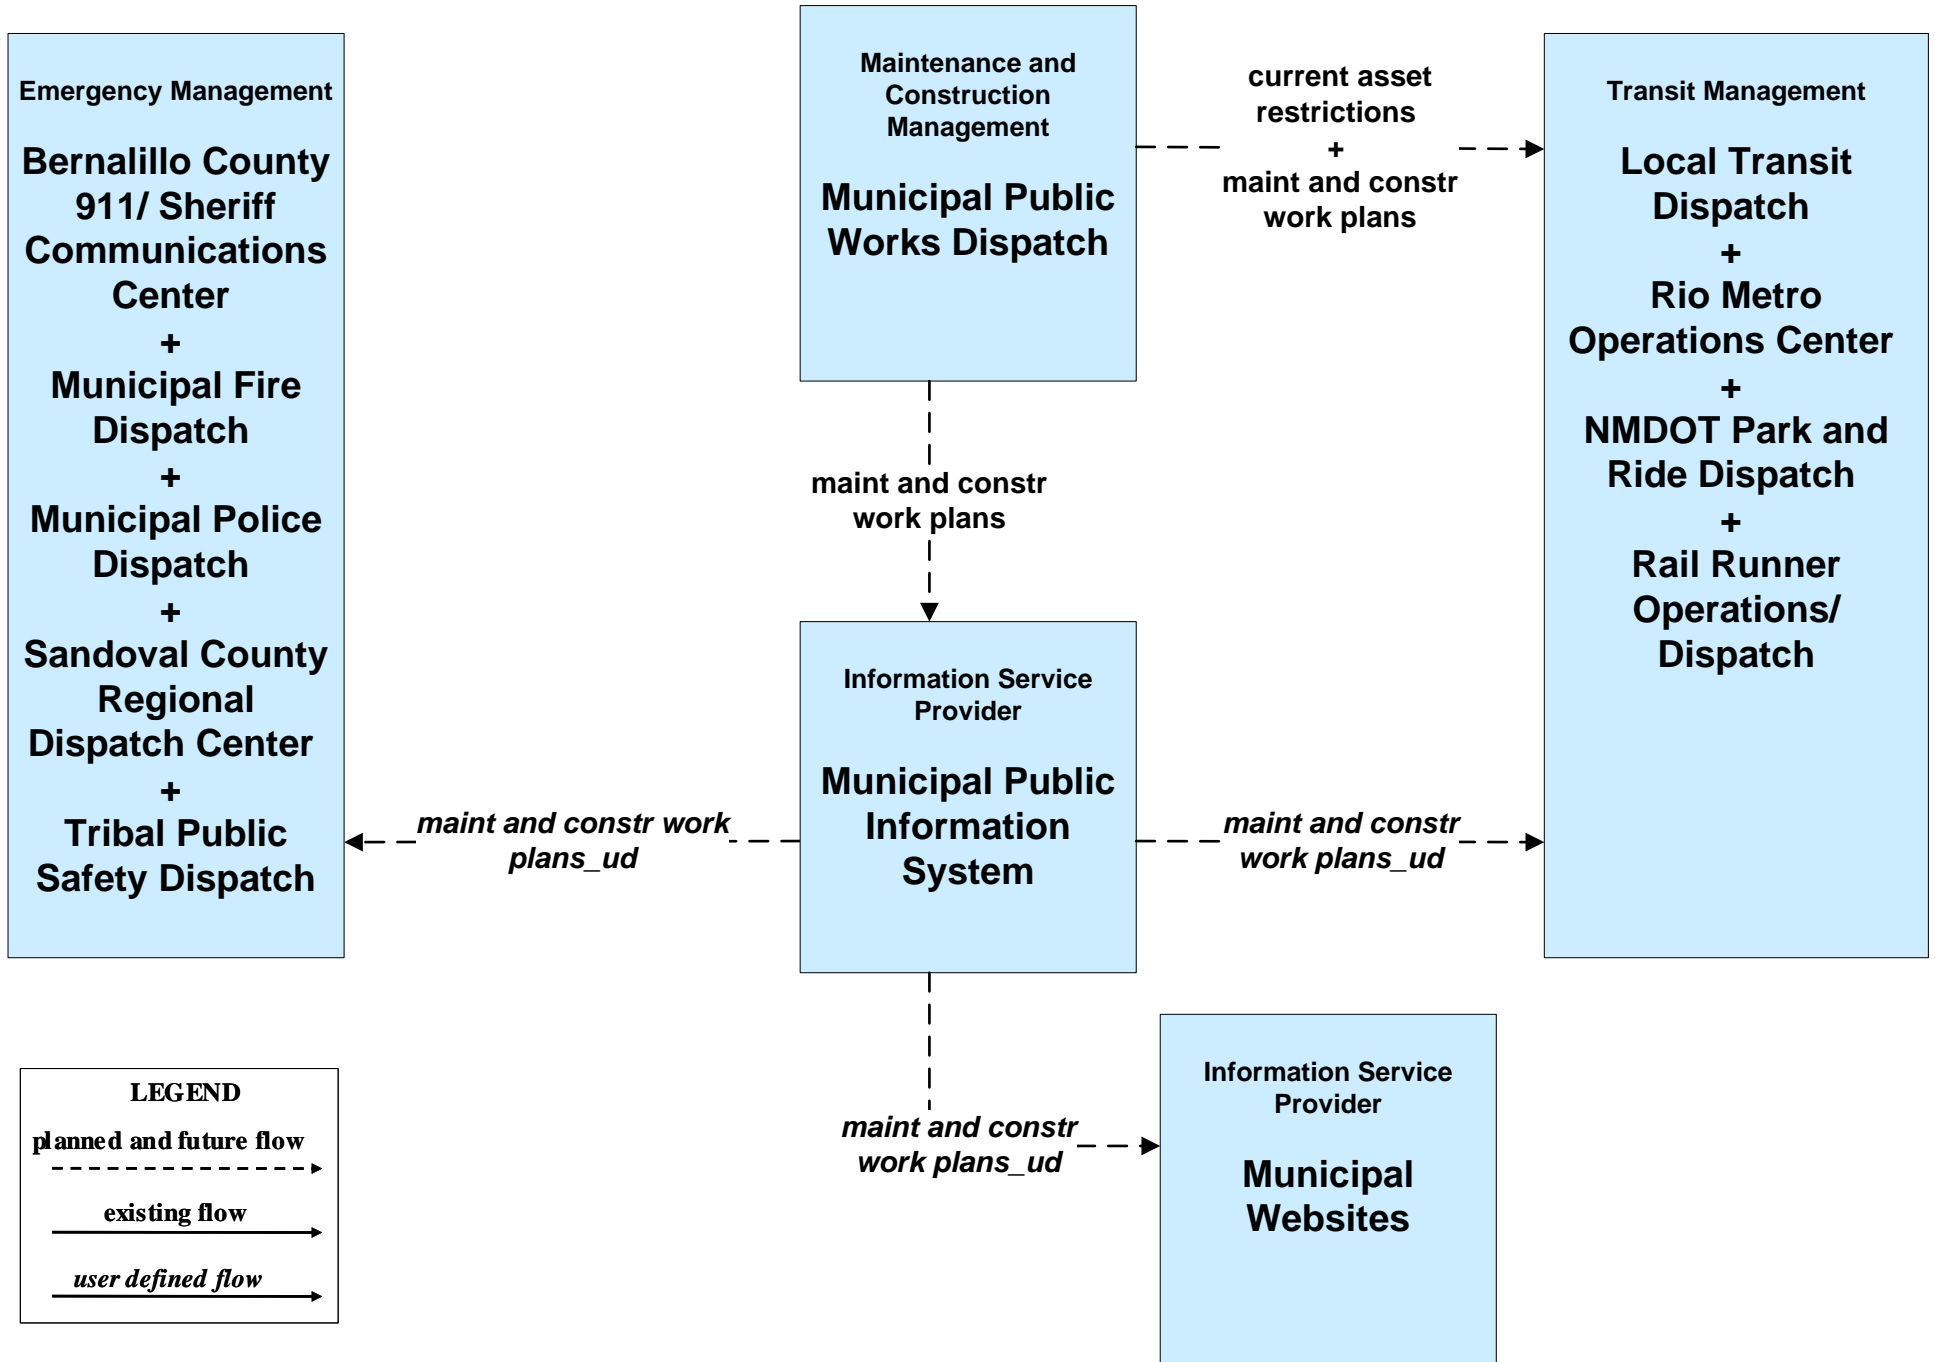 Emergency Management
Bernalillo County
911/ Sheriff
Communications
Center
+
Municipal Fire
Dispatch
+
Municipal Police
Dispatch
+
Sandoval County
Regional
Dispatch Center
+
Tribal Public
Safety Dispatch
Maintenance and
Construction
Management
Municipal Public
Works Dispatch
current asset
restrictions
+
maint and constr
work plans
Transit Management
Local Transit
Dispatch
+
Rio Metro
Operations Center
+
NMDOT Park and
Ride Dispatch
+
Rail Runner
Operations/
Dispatch
maint and constr
work plans
Information Service
Provider
Municipal Public
Information
System
maint and constr work
plans_ud
maint and constr
work plans_ud
maint and constr
work plans_ud
Information Service
Provider
Municipal
Websites
LEGEND
planned and future flow
existing flow
user defined flow